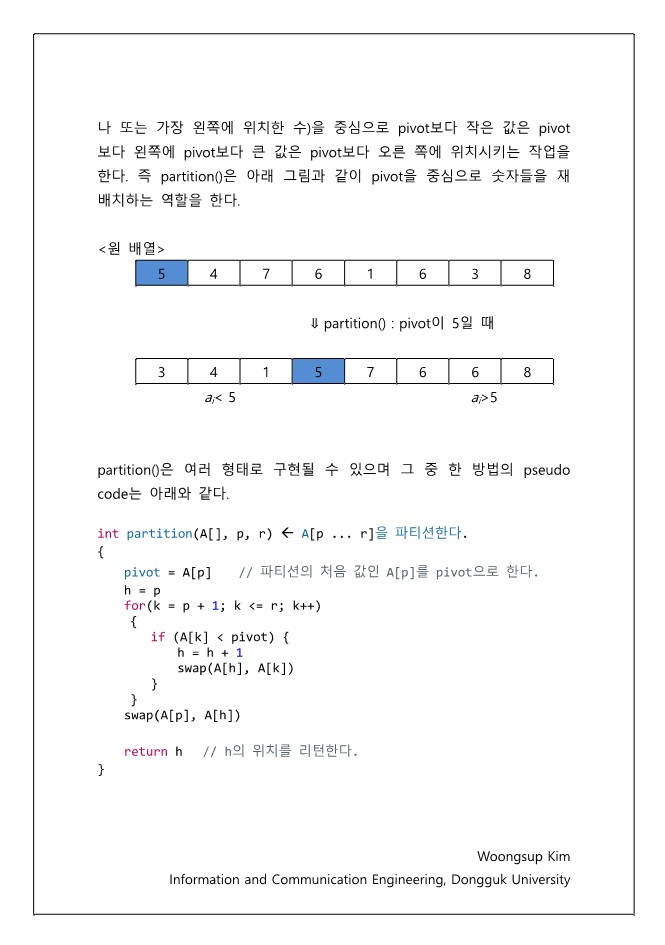 나 또는 가장 왼쪽에 위치한 수)을 중심으로 pivot보다 작은 값은 pivot
보다 왼쪽에 pivot보다 큰 값은 pivot보다 오른 쪽에 위치시키는 작업을
한다. 즉 partition()은 아래 그림과 같이 pivot을 중심으로 숫자들을 재
배치하는 역할을 한다.
<원 배열>
5 4 7 6 1 6 3 8
⇓ partition() : pivot이 5일 때
3 4 1 5 7 6 6 8
aᵢ< 5 aᵢ>5
partition()은 여러 형태로 구현될 수 있으며 그 중 한 방법의 pseudo
code는 아래와 같다.
int partition(A[], p, r) ← A[p ... r]을 파티션한다.
{
pivot = A[p] // 파티션의 처음 값인 A[p]를 pivot으로 한다.
h = p
for(k = p + 1; k <= r; k++)
{
if (A[k] < pivot) {
h = h + 1
swap(A[h], A[k])
}
}
swap(A[p], A[h])
return h // h의 위치를 리턴한다.
}
Woongsup Kim
Information and Communication Engineering, Dongguk University